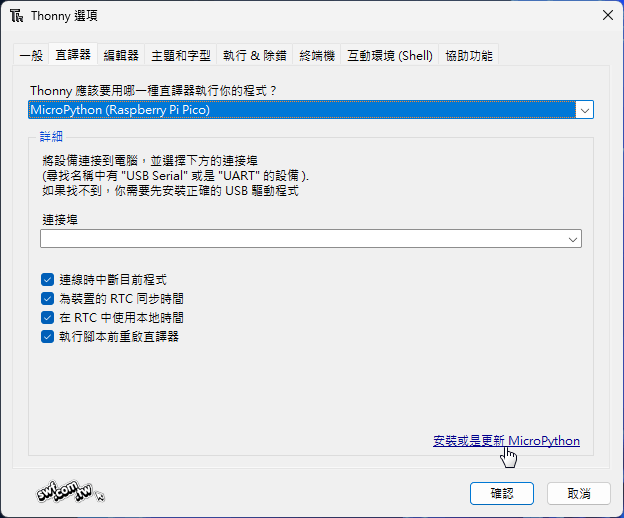 Thonny 選項
一般 直譯器 編輯器 主題和字型 執行 & 除錯 終端機 互動環境 (Shell) 協助功能
Thonny 應該要用哪一種直譯器執行你的程式？
MicroPython (Raspberry Pi Pico)
詳細
將設備連接到電腦，並選擇下方的連接埠
(尋找名稱中有 "USB Serial" 或是 "UART" 的設備 ).
如果找不到，你需要先安裝正確的 USB 驅動程式
連接埠
連線時中斷目前程式
為裝置的 RTC 同步時間
在 RTC 中使用本地時間
執行腳本前重啟直譯器
安裝或是更新 MicroPython
swf.com.tw
確認 取消